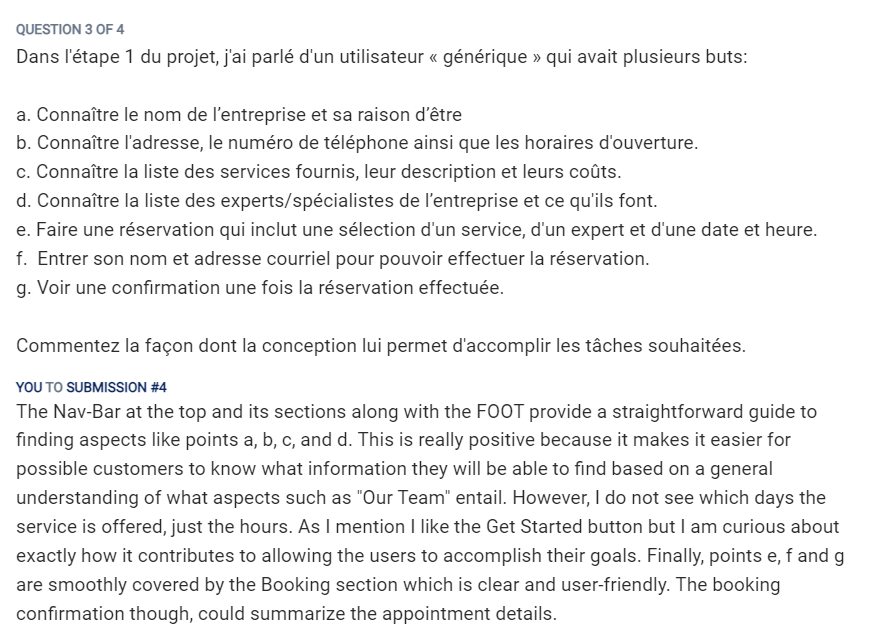 QUESTION 3 OF 4
Dans l'étape 1 du projet, j'ai parlé d'un utilisateur « générique » qui avait plusieurs buts:
a. Connaître le nom de l’entreprise et sa raison d’être
b. Connaître l'adresse, le numéro de téléphone ainsi que les horaires d'ouverture.
c. Connaître la liste des services fournis, leur description et leurs coûts.
d. Connaître la liste des experts/spécialistes de l’entreprise et ce qu'ils font.
e. Faire une réservation qui inclut une sélection d'un service, d'un expert et d'une date et heure.
f. Entrer son nom et adresse courriel pour pouvoir effectuer la réservation.
g. Voir une confirmation une fois la réservation effectuée.
Commentez la façon dont la conception lui permet d'accomplir les tâches souhaitées.
YOU TO SUBMISSION #4
The Nav-Bar at the top and its sections along with the FOOT provide a straightforward guide to
finding aspects like points a, b, c, and d. This is really positive because it makes it easier for
possible customers to know what information they will be able to find based on a general
understanding of what aspects such as "Our Team" entail. However, I do not see which days the
service is offered, just the hours. As I mention I like the Get Started button but I am curious about
exactly how it contributes to allowing the users to accomplish their goals. Finally, points e, f and g
are smoothly covered by the Booking section which is clear and user-friendly. The booking
confirmation though, could summarize the appointment details.